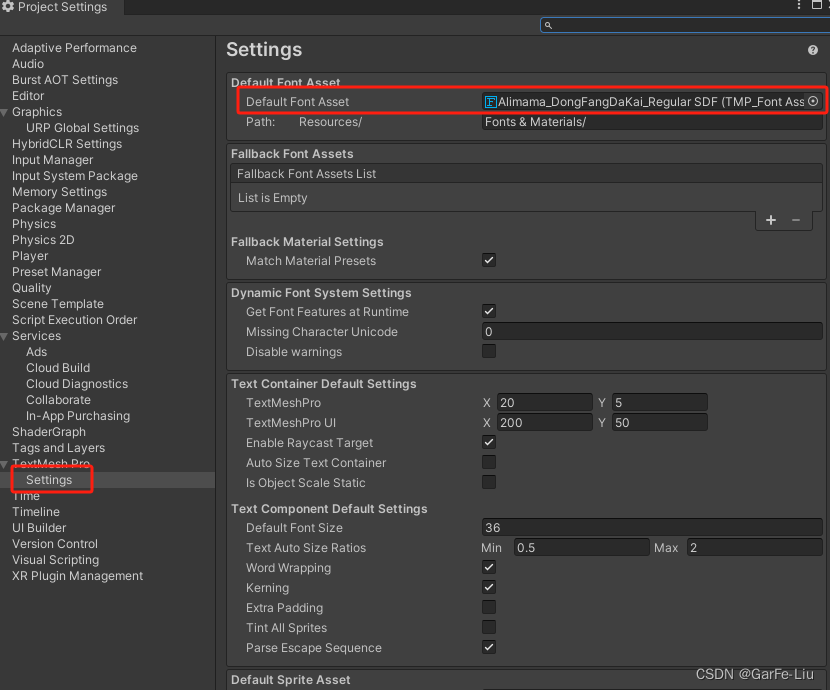 Project Settings
Adaptive Performance
Audio
Burst AOT Settings
Editor
Graphics
URP Global Settings
HybridCLR Settings
Input Manager
Input System Package
Memory Settings
Package Manager
Physics
Physics 2D
Player
Preset Manager
Quality
Scene Template
Script Execution Order
Services
Ads
Cloud Build
Cloud Diagnostics
Collaborate
In-App Purchasing
ShaderGraph
Tags and Layers
TextMesh Pro
Settings
Time
Timeline
UI Builder
Version Control
Visual Scripting
XR Plugin Management
Settings
Default Font Asset
Default Font Asset Alimama_DongFangDaKai_Regular SDF (TMP_Font Ass
Path: Resources/ Fonts & Materials/
Fallback Font Assets
Fallback Font Assets List
List is Empty
Fallback Material Settings
Match Material Presets
Dynamic Font System Settings
Get Font Features at Runtime
Missing Character Unicode 0
Disable warnings
Text Container Default Settings
TextMeshPro X 20 Y 5
TextMeshPro UI X 200 Y 50
Enable Raycast Target
Auto Size Text Container
Is Object Scale Static
Text Component Default Settings
Default Font Size 36
Text Auto Size Ratios Min 0.5 Max 2
Word Wrapping
Kerning
Extra Padding
Tint All Sprites
Parse Escape Sequence
Default Sprite Asset
CSDN @GarFe-Liu